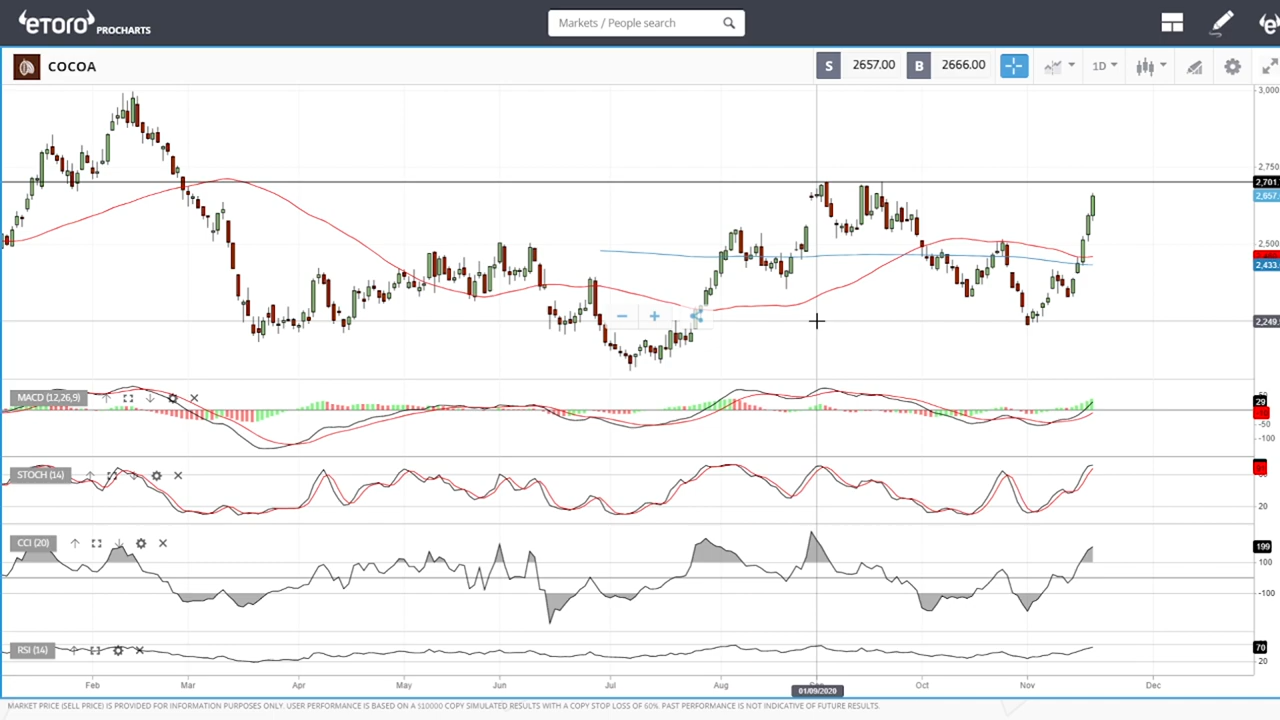 eToro PROCHARTS
Markets / People search
COCOA
S 2657.00 B 2666.00
1D
3,000
2,750
2,701
2,657
2,500
2,433
2,249
MACD (12,26,9)
29
-50
-100
STOCH (14)
20
CCI (20)
199
100
-100
RSI (14)
70
20
Feb Mar Apr May Jun Jul Aug Oct Nov Dec
01/09/2020
MARKET PRICE (SELL PRICE) IS PROVIDED FOR INFORMATION PURPOSES ONLY. USER PERFORMANCE IS BASED ON A $10000 COPY SIMULATED RESULTS WITH A COPY STOP LOSS OF 60%. PAST PERFORMANCE IS NOT INDICATIVE OF FUTURE RESULTS.